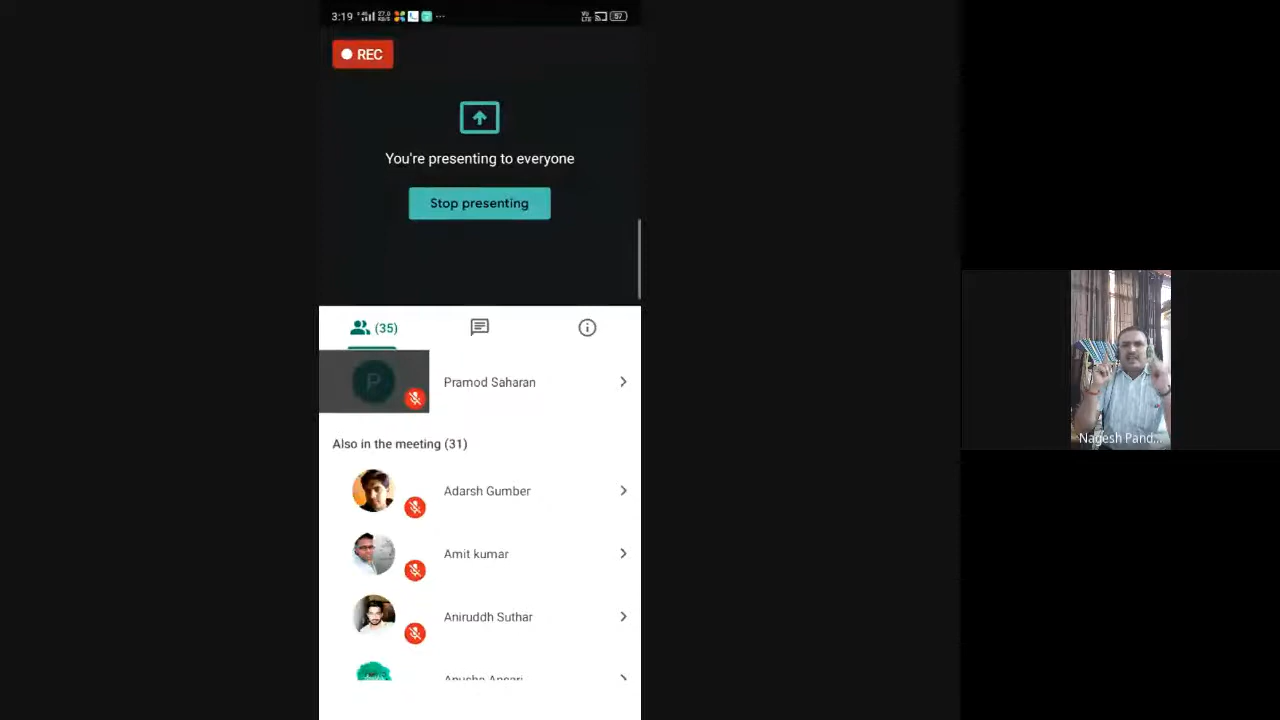 3:19
57
REC
You're presenting to everyone
Stop presenting
(35)
P
Pramod Saharan
Also in the meeting (31)
Adarsh Gumber
Amit kumar
Aniruddh Suthar
Nagesh Pand...